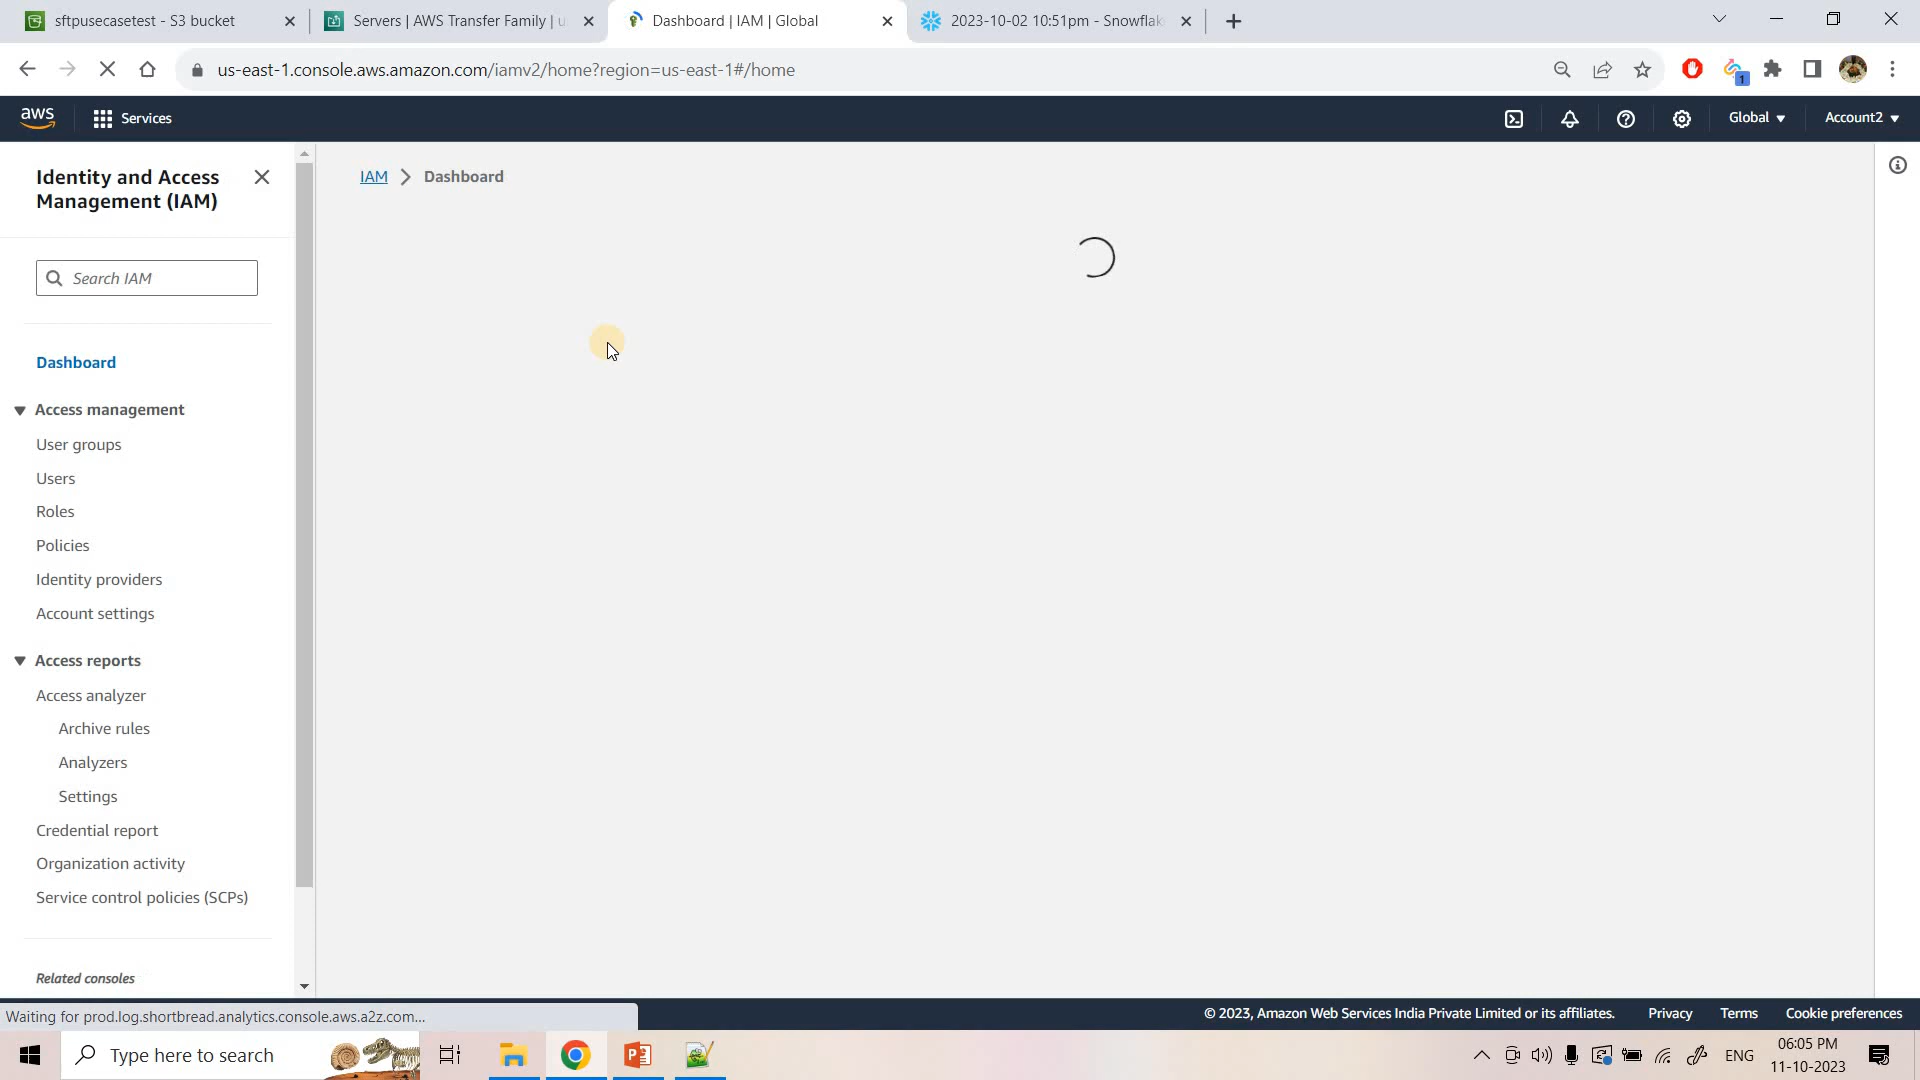 sftpusecasetest - S3 bucket
Servers | AWS Transfer Family | u
Dashboard | IAM | Global
2023-10-02 10:51pm - Snowflak
us-east-1.console.aws.amazon.com/iamv2/home?region=us-east-1#/home
1
aws
Services
Global
Account2
Identity and Access
Management (IAM)
IAM
Dashboard
Search IAM
Dashboard
Access management
User groups
Users
Roles
Policies
Identity providers
Account settings
Access reports
Access analyzer
Archive rules
Analyzers
Settings
Credential report
Organization activity
Service control policies (SCPs)
Related consoles
Waiting for prod.log.shortbread.analytics.console.aws.a2z.com...
© 2023, Amazon Web Services India Private Limited or its affiliates.
Privacy
Terms
Cookie preferences
Type here to search
ENG
06:05 PM
11-10-2023